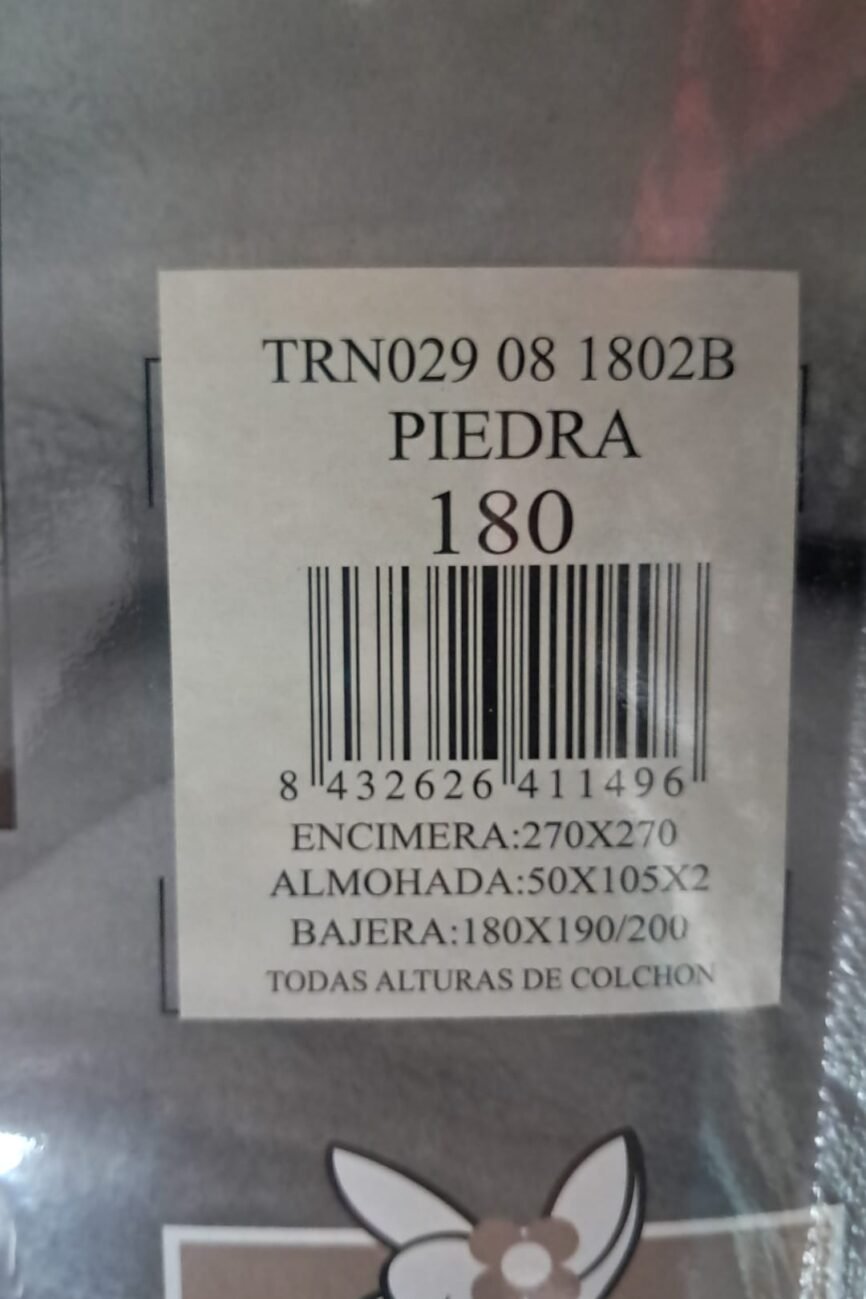 TRN029 08 1802B
PIEDRA
180
8 432626 411496
ENCIMERA:270X270
ALMOHADA:50X105X2
BAJERA:180X190/200
TODAS ALTURAS DE COLCHON